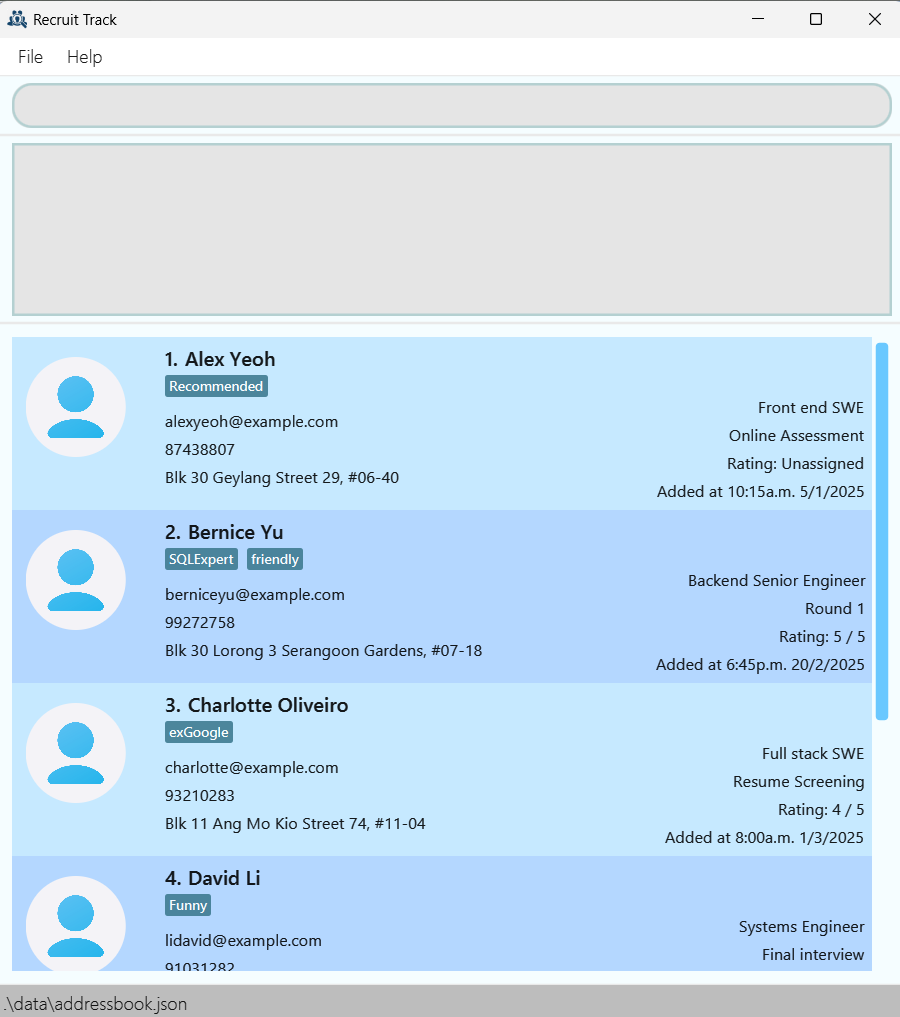 Recruit Track
File Help
1. Alex Yeoh
Recommended
alexyeoh@example.com
87438807
Blk 30 Geylang Street 29, #06-40
Front end SWE
Online Assessment
Rating: Unassigned
Added at 10:15a.m. 5/1/2025
2. Bernice Yu
SQLExpert friendly
berniceyu@example.com
99272758
Blk 30 Lorong 3 Serangoon Gardens, #07-18
Backend Senior Engineer
Round 1
Rating: 5 / 5
Added at 6:45p.m. 20/2/2025
3. Charlotte Oliveiro
exGoogle
charlotte@example.com
93210283
Blk 11 Ang Mo Kio Street 74, #11-04
Full stack SWE
Resume Screening
Rating: 4 / 5
Added at 8:00a.m. 1/3/2025
4. David Li
Funny
lidavid@example.com
91031282
Systems Engineer
Final interview
.\data\addressbook.json